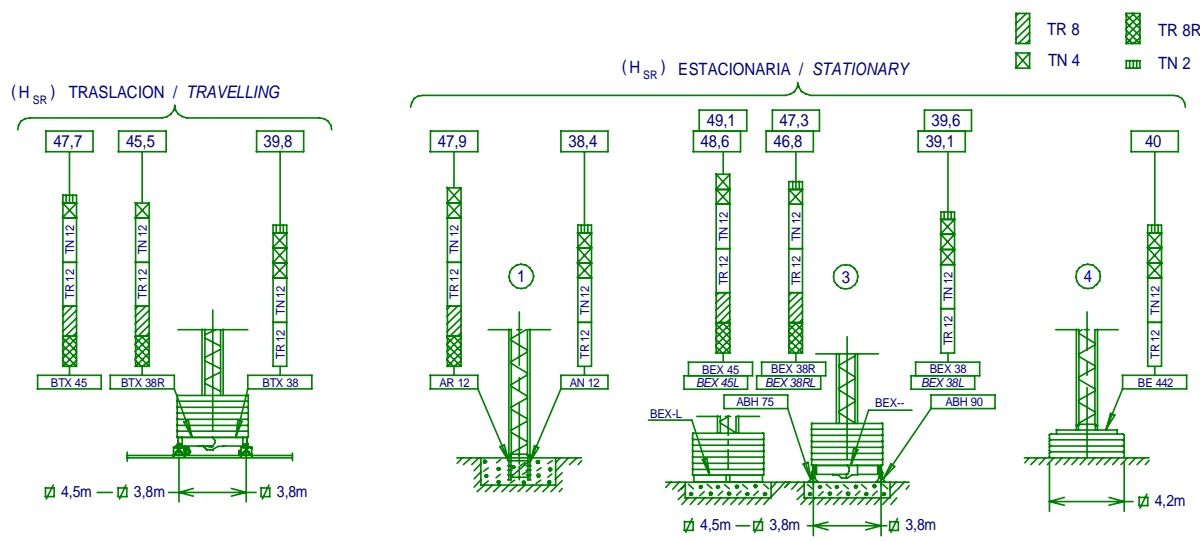 TR 8
TR 8R
TN 4
TN 2
(HSR) TRASLACION / TRAVELLING
(HSR) ESTACIONARIA / STATIONARY
47,7
45,5
39,8
47,9
38,4
49,1
48,6
47,3
46,8
39,6
39,1
40
TN 12
TR 12
TN 12
TR 12
TN 12
TR 12
TN 12
TR 12
TN 12
TR 12
TN 12
TR 12
TN 12
TR 12
TN 12
TR 12
TN 12
TR 12
1
3
4
BTX 45
BTX 38R
BTX 38
AR 12
AN 12
BEX 45
BEX 45L
BEX 38R
BEX 38RL
BEX 38
BEX 38L
BE 442
ABH 75
BEX-L
BEX--
ABH 90
4,5m — 3,8m
3,8m
4,5m — 3,8m
3,8m
4,2m